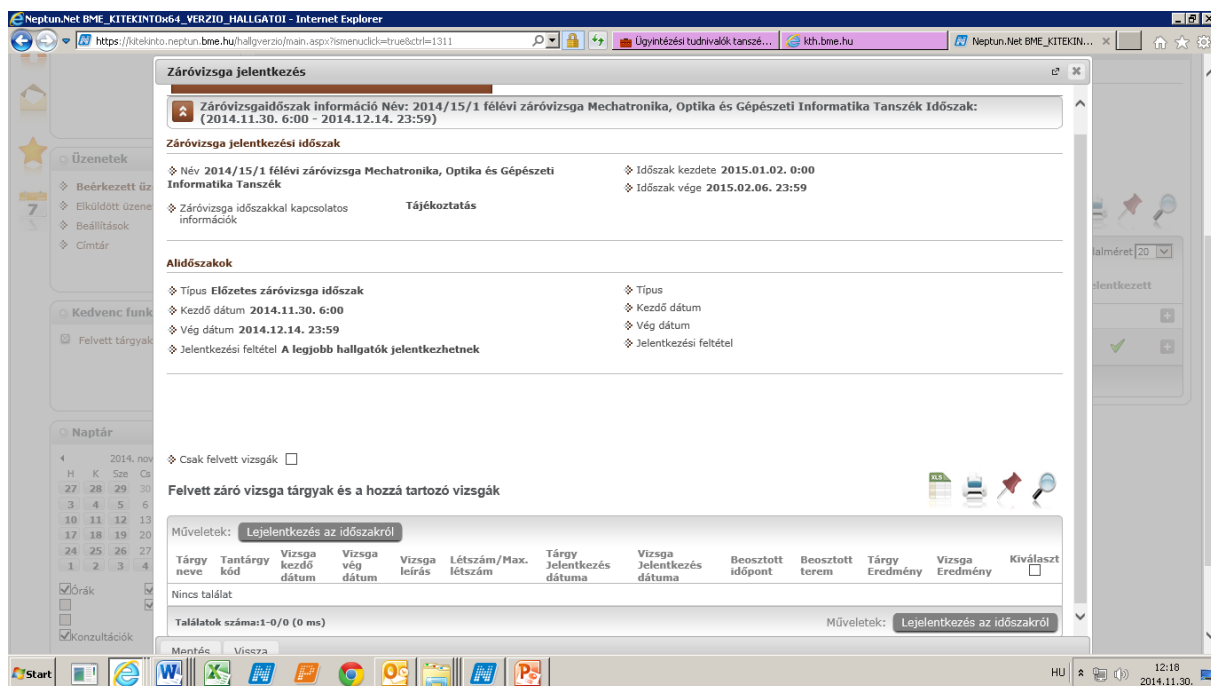 Neptun.Net BME_KITEKINTOx64_VERZIO_HALLGATOI - Internet Explorer
https://kitekinto.neptun.bme.hu/hallgverzio/main.aspx?ismenuclick=true&ctrl=1311
Ügyintézési tudnivalók tanszé...
kth.bme.hu
Neptun.Net BME_KITEKIN...
Záróvizsga jelentkezés
Záróvizsgaidőszak információ Név: 2014/15/1 félévi záróvizsga Mechatronika, Optika és Gépészeti Informatika Tanszék Időszak:
(2014.11.30. 6:00 - 2014.12.14. 23:59)
Záróvizsga jelentkezési időszak
Név 2014/15/1 félévi záróvizsga Mechatronika, Optika és Gépészeti
Informatika Tanszék
Időszak kezdete 2015.01.02. 0:00
Időszak vége 2015.02.06. 23:59
Záróvizsga időszakkal kapcsolatos
információk
Tájékoztatás
Alidőszakok
Típus Előzetes záróvizsga időszak
Kezdő dátum 2014.11.30. 6:00
Vég dátum 2014.12.14. 23:59
Jelentkezési feltétel A legjobb hallgatók jelentkezhetnek
Típus
Kezdő dátum
Vég dátum
Jelentkezési feltétel
Csak felvett vizsgák
Felvett záró vizsga tárgyak és a hozzá tartozó vizsgák
XLS
Műveletek: Lejelentkezés az időszakról
Tárgy neve
Tantárgy kód
Vizsga kezdő dátum
Vizsga vég dátum
Vizsga leírás
Létszám/Max. létszám
Tárgy Jelentkezés dátuma
Vizsga Jelentkezés dátuma
Beosztott időpont
Beosztott terem
Tárgy Eredmény
Vizsga Eredmény
Kiválaszt
Nincs találat
Találatok száma:1-0/0 (0 ms)
Műveletek: Lejelentkezés az időszakról
Mentés Vissza
7
Üzenetek
Beérkezett üz
Elküldött üzene
Beállítások
Címtár
Kedvenc funk
Felvett tárgyak
Naptár
2014. nov
H K Sze Cs
27 28 29 30
3 4 5 6
10 11 12 13
17 18 19 20
24 25 26 27
1 2 3 4
Órák
Konzultációk
lalméret 20
elentkezett
Start
HU
12:18
2014.11.30.